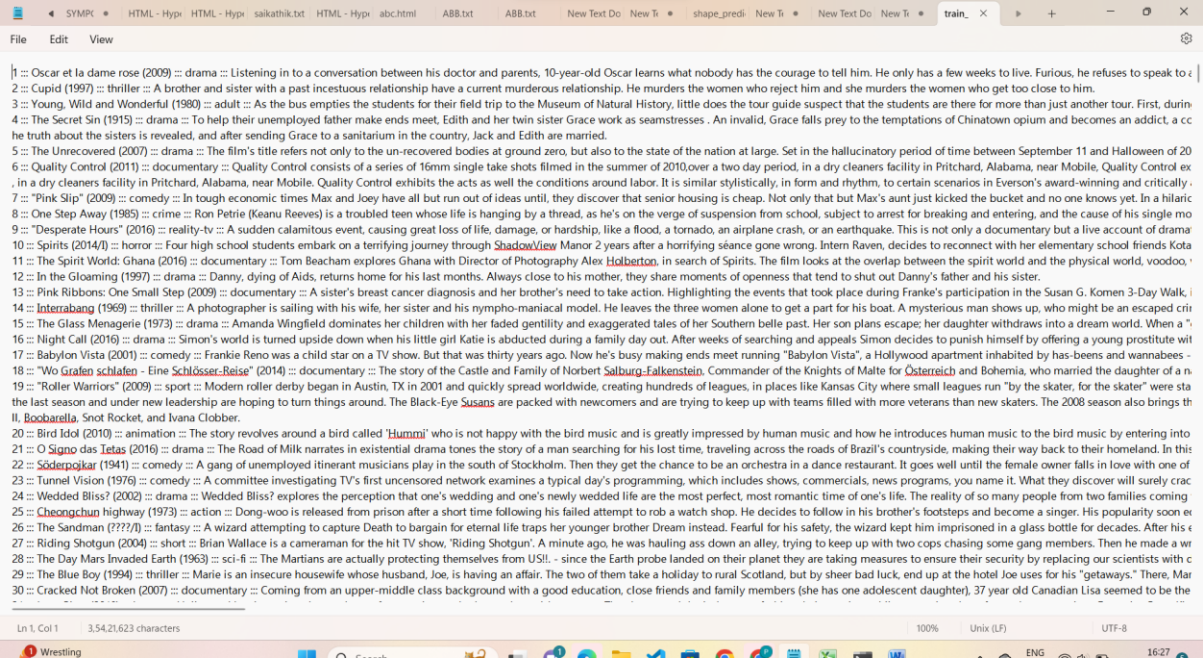 SYMPC
HTML - Hype
HTML - Hype
saikathik.txt
HTML - Hype
abc.html
ABB.txt
ABB.txt
New Text Do
New Te
shape_predi
New Te
New Text Do
New Te
train_
File Edit View
1 ::: Oscar et la dame rose (2009) ::: drama ::: Listening in to a conversation between his doctor and parents, 10-year-old Oscar learns what nobody has the courage to tell him. He only has a few weeks to live. Furious, he refuses to speak to a
2 ::: Cupid (1997) ::: thriller ::: A brother and sister with a past incestuous relationship have a current murderous relationship. He murders the women who reject him and she murders the women who get too close to him.
3 ::: Young, Wild and Wonderful (1980) ::: adult ::: As the bus empties the students for their field trip to the Museum of Natural History, little does the tour guide suspect that the students are there for more than just another tour. First, durin
4 ::: The Secret Sin (1915) ::: drama ::: To help their unemployed father make ends meet, Edith and her twin sister Grace work as seamstresses . An invalid, Grace falls prey to the temptations of Chinatown opium and becomes an addict, a co
he truth about the sisters is revealed, and after sending Grace to a sanitarium in the country, Jack and Edith are married.
5 ::: The Unrecovered (2007) ::: drama ::: The film's title refers not only to the un-recovered bodies at ground zero, but also to the state of the nation at large. Set in the hallucinatory period of time between September 11 and Halloween of 20
6 ::: Quality Control (2011) ::: documentary ::: Quality Control consists of a series of 16mm single take shots filmed in the summer of 2010,over a two day period, in a dry cleaners facility in Pritchard, Alabama, near Mobile, Quality Control ex
, in a dry cleaners facility in Pritchard, Alabama, near Mobile. Quality Control exhibits the acts as well the conditions around labor. It is similar stylistically, in form and rhythm, to certain scenarios in Everson's award-winning and critically
7 ::: "Pink Slip" (2009) ::: comedy ::: In tough economic times Max and Joey have all but run out of ideas until, they discover that senior housing is cheap. Not only that but Max's aunt just kicked the bucket and no one knows yet. In a hilaric
8 ::: One Step Away (1985) ::: crime ::: Ron Petrie (Keanu Reeves) is a troubled teen whose life is hanging by a thread, as he's on the verge of suspension from school, subject to arrest for breaking and entering, and the cause of his single mo
9 ::: "Desperate Hours" (2016) ::: reality-tv ::: A sudden calamitous event, causing great loss of life, damage, or hardship, like a flood, a tornado, an airplane crash, or an earthquake. This is not only a documentary but a live account of drama
10 ::: Spirits (2014/I) ::: horror ::: Four high school students embark on a terrifying journey through ShadowView Manor 2 years after a horrifying séance gone wrong. Intern Raven, decides to reconnect with her elementary school friends Kota
11 ::: The Spirit World: Ghana (2016) ::: documentary ::: Tom Beacham explores Ghana with Director of Photography Alex Holberton, in search of Spirits. The film looks at the overlap between the spirit world and the physical world, voodoo,
12 ::: In the Gloaming (1997) ::: drama ::: Danny, dying of Aids, returns home for his last months. Always close to his mother, they share moments of openness that tend to shut out Danny's father and his sister.
13 ::: Pink Ribbons: One Small Step (2009) ::: documentary ::: A sister's breast cancer diagnosis and her brother's need to take action. Highlighting the events that took place during Franke's participation in the Susan G. Komen 3-Day Walk, i
14 ::: Interrabang (1969) ::: thriller ::: A photographer is sailing with his wife, her sister and his nympho-maniacal model. He leaves the three women alone to get a part for his boat. A mysterious man shows up, who might be an escaped crir
15 ::: The Glass Menagerie (1973) ::: drama ::: Amanda Wingfield dominates her children with her faded gentility and exaggerated tales of her Southern belle past. Her son plans escape; her daughter withdraws into a dream world. When a "
16 ::: Night Call (2016) ::: drama ::: Simon's world is turned upside down when his little girl Katie is abducted during a family day out. After weeks of searching and appeals Simon decides to punish himself by offering a young prostitute wit
17 ::: Babylon Vista (2001) ::: comedy ::: Frankie Reno was a child star on a TV show. But that was thirty years ago. Now he's busy making ends meet running "Babylon Vista", a Hollywood apartment inhabited by has-beens and wannabees -
18 ::: "Wo Grafen schlafen - Eine Schlösser-Reise" (2014) ::: documentary ::: The story of the Castle and Family of Norbert Salburg-Falkenstein, Commander of the Knights of Malte for Österreich and Bohemia, who married the daughter of a n
19 ::: "Roller Warriors" (2009) ::: sport ::: Modern roller derby began in Austin, TX in 2001 and quickly spread worldwide, creating hundreds of leagues, in places like Kansas City where small leagues run "by the skater, for the skater" were sta
the last season and under new leadership are hoping to turn things around. The Black-Eye Susans are packed with newcomers and are trying to keep up with teams filled with more veterans than new skaters. The 2008 season also brings th
ll, Boobarella, Snot Rocket, and Ivana Clobber.
20 ::: Bird Idol (2010) ::: animation ::: The story revolves around a bird called 'Hummi' who is not happy with the bird music and is greatly impressed by human music and how he introduces human music to the bird music by entering into
21 ::: O Signo das Tetas (2016) ::: drama ::: The Road of Milk narrates in existential drama tones the story of a man searching for his lost time, traveling across the roads of Brazil's countryside, making their way back to their homeland. In this
22 ::: Söderpojkar (1941) ::: comedy ::: A gang of unemployed itinerant musicians play in the south of Stockholm. Then they get the chance to be an orchestra in a dance restaurant. It goes well until the female owner falls in love with one of
23 ::: Tunnel Vision (1976) ::: comedy ::: A committee investigating TV's first uncensored network examines a typical day's programming, which includes shows, commercials, news programs, you name it. What they discover will surely crac
24 ::: Wedded Bliss? (2002) ::: drama ::: Wedded Bliss? explores the perception that one's wedding and one's newly wedded life are the most perfect, most romantic time of one's life. The reality of so many people from two families coming
25 ::: Cheongchun highway (1973) ::: action ::: Dong-woo is released from prison after a short time following his failed attempt to rob a watch shop. He decides to follow in his brother's footsteps and become a singer. His popularity soon e
26 ::: The Sandman (????/I) ::: fantasy ::: A wizard attempting to capture Death to bargain for eternal life traps her younger brother Dream instead. Fearful for his safety, the wizard kept him imprisoned in a glass bottle for decades. After his e
27 ::: Riding Shotgun (2004) ::: short ::: Brian Wallace is a cameraman for the hit TV show, 'Riding Shotgun'. A minute ago, he was hauling ass down an alley, trying to keep up with two cops chasing some gang members. Then he made a wr
28 ::: The Day Mars Invaded Earth (1963) ::: sci-fi ::: The Martians are actually protecting themselves from US!!. - since the Earth probe landed on their planet they are taking measures to ensure their security by replacing our scientists with c
29 ::: The Blue Boy (1994) ::: thriller ::: Marie is an insecure housewife whose husband, Joe, is having an affair. The two of them take a holiday to rural Scotland, but by sheer bad luck, end up at the hotel Joe uses for his "getaways." There, Mar
30 ::: Cracked Not Broken (2007) ::: documentary ::: Coming from an upper-middle class background with a good education, close friends and family members (she has one adolescent daughter), 37 year old Canadian Lisa seemed to be the
Ln 1, Col 1 3,54,21,623 characters 100% Unix (LF) UTF-8
1 Wrestling Search 1 ENG 16:27